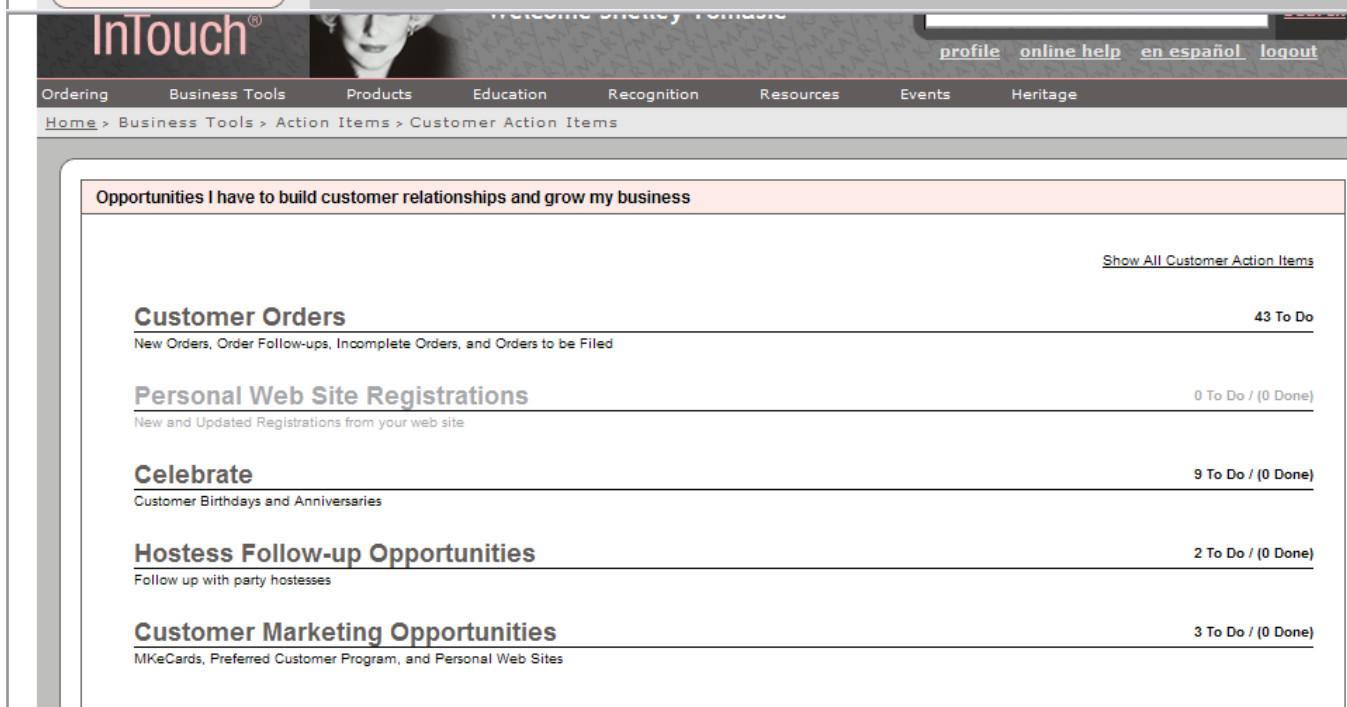 InTouch®
Welcome Shelley
profile online help en español logout
Ordering Business Tools Products Education Recognition Resources Events Heritage
Home > Business Tools > Action Items > Customer Action Items
Opportunities I have to build customer relationships and grow my business
Show All Customer Action Items
Customer Orders 43 To Do
New Orders, Order Follow-ups, Incomplete Orders, and Orders to be Filed
Personal Web Site Registrations 0 To Do / (0 Done)
New and Updated Registrations from your web site
Celebrate 9 To Do / (0 Done)
Customer Birthdays and Anniversaries
Hostess Follow-up Opportunities 2 To Do / (0 Done)
Follow up with party hostesses
Customer Marketing Opportunities 3 To Do / (0 Done)
MKeCards, Preferred Customer Program, and Personal Web Sites